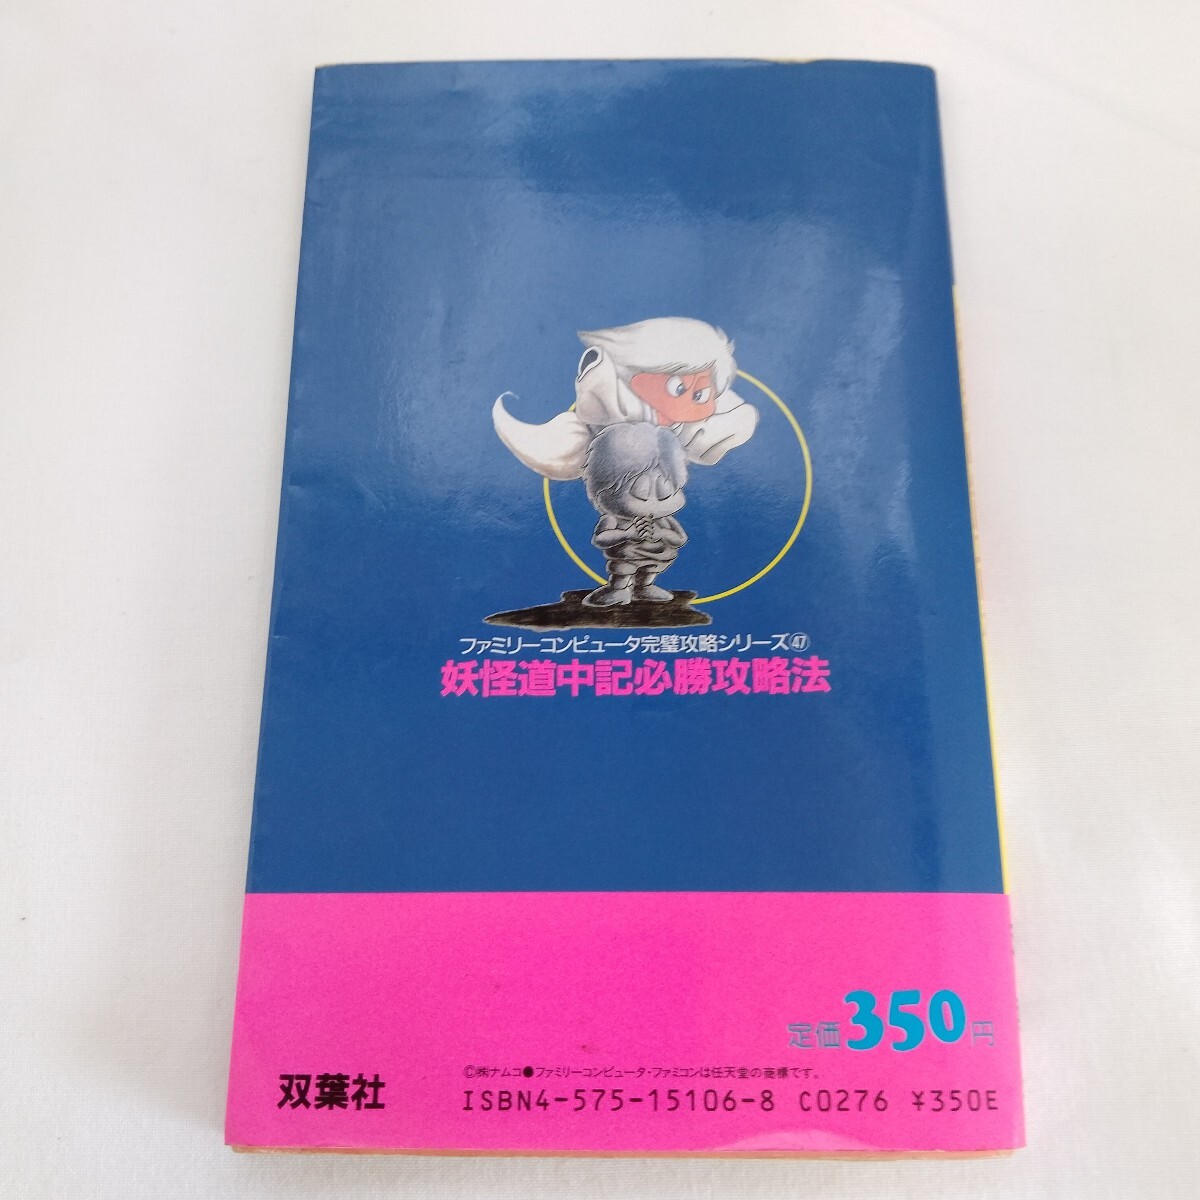 ファミリーコンピュータ完璧攻略シリーズ㊼
妖怪道中記必勝攻略法
定価350円
©㈱ナムコ●ファミリーコンピュータ・ファミコンは任天堂の商標です。
双葉社
ISBN4-575-15106-8 C0276 ¥350E